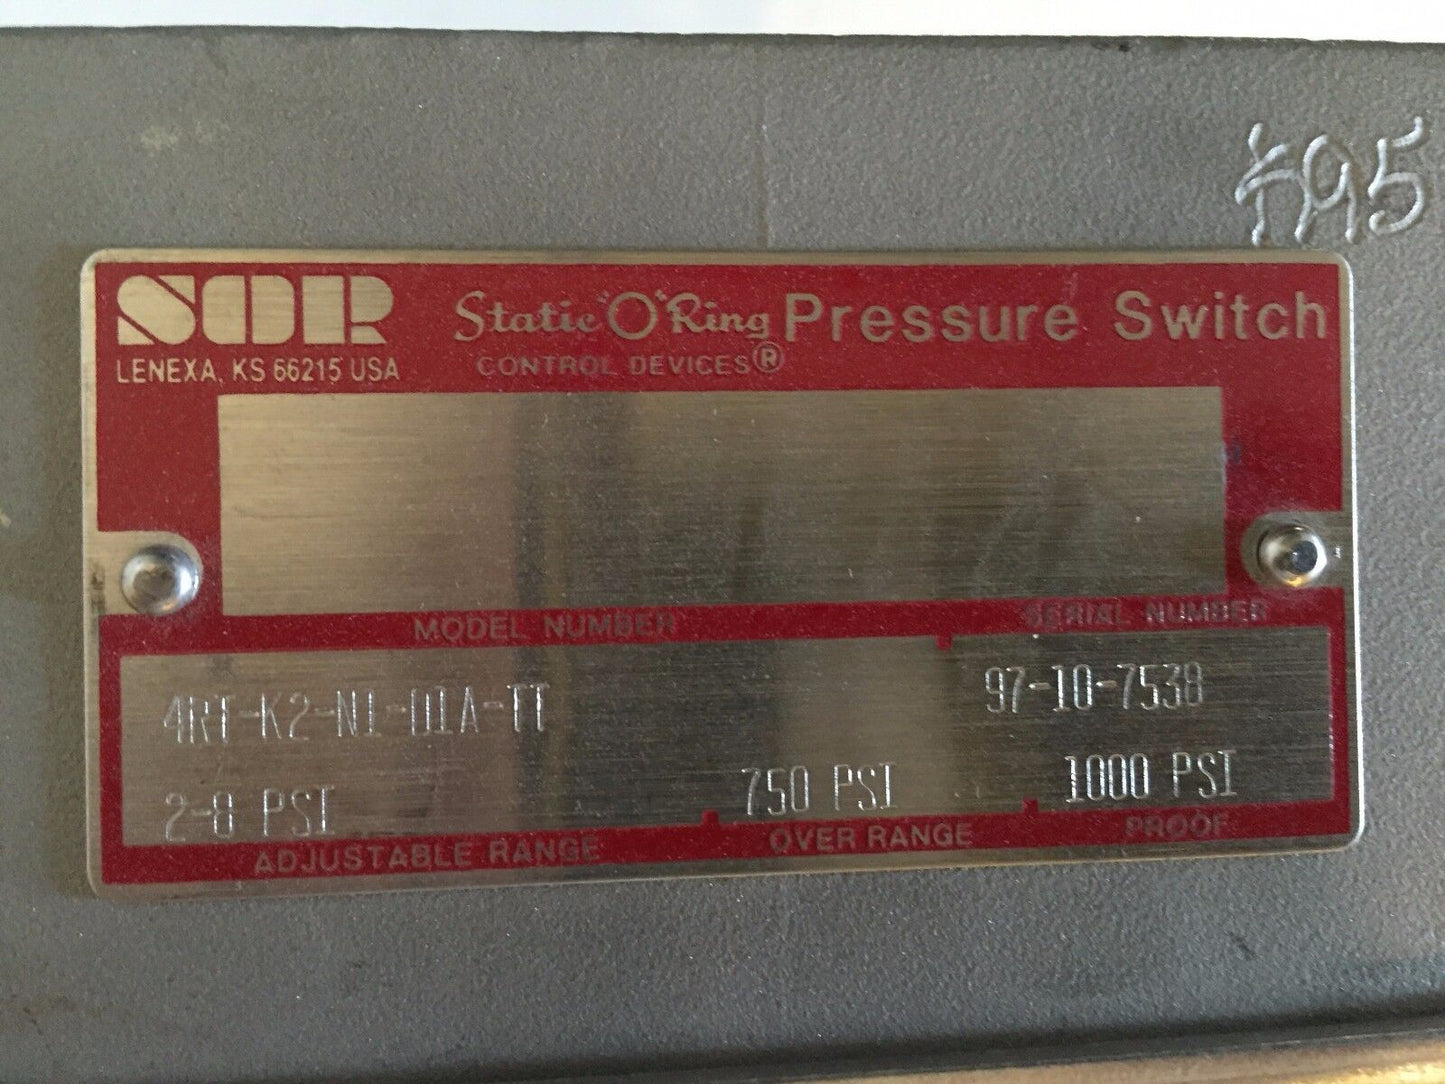 SOR
LENEXA, KS 66215 USA
Static "O" Ring Pressure Switch
CONTROL DEVICES®
MODEL NUMBER SERIAL NUMBER
4RT-K2-N1-D1A-TT 97-10-7538
2-8 PSI 750 PSI 1000 PSI
ADJUSTABLE RANGE OVER RANGE PROOF